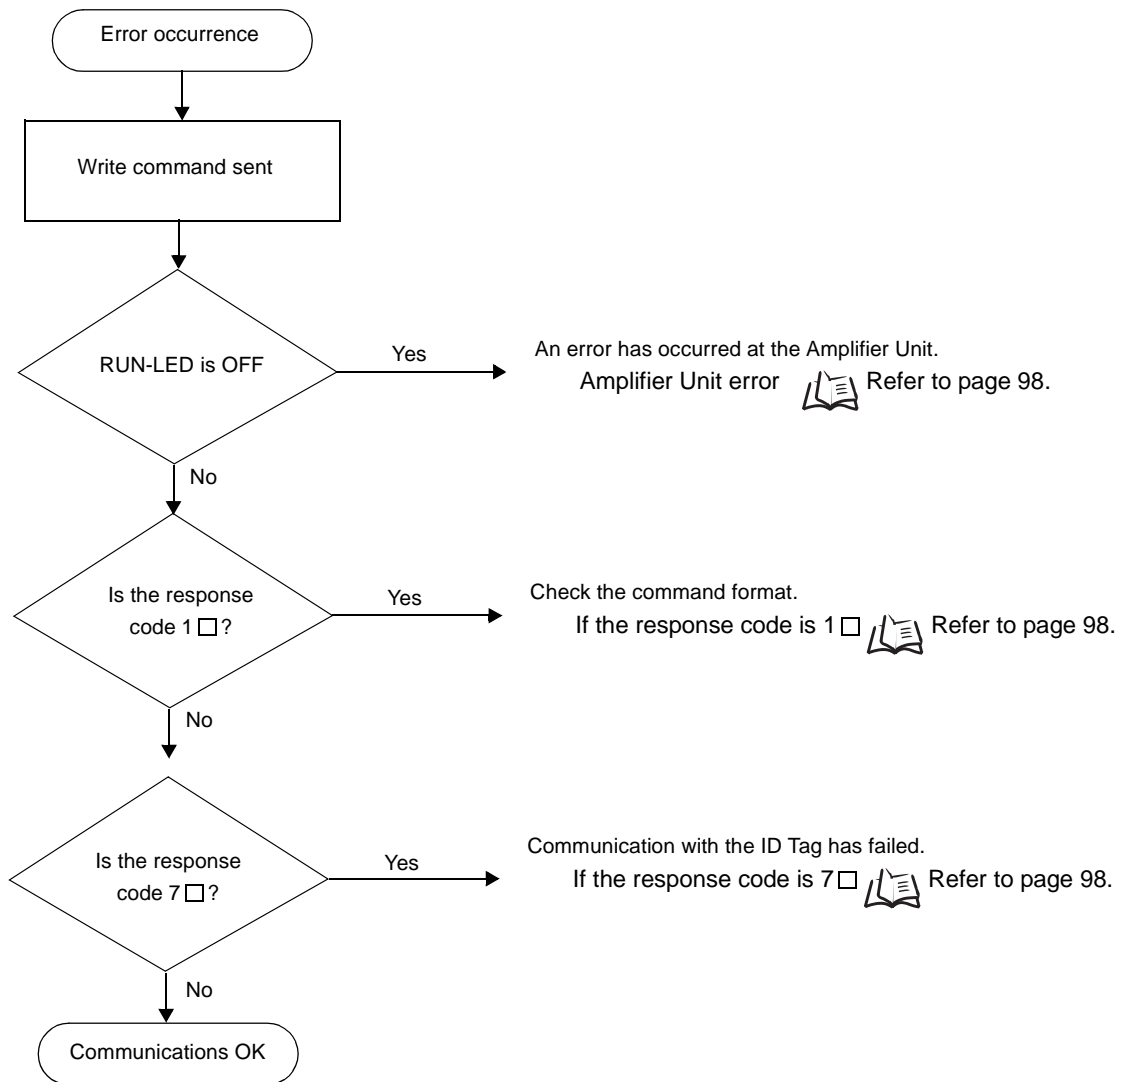 Error occurrence
Write command sent
RUN-LED is OFF
Yes
An error has occurred at the Amplifier Unit.
Amplifier Unit error Refer to page 98.
No
Is the response
code 1 □ ?
Yes
Check the command format.
If the response code is 1 □ Refer to page 98.
No
Is the response
code 7 □ ?
Yes
Communication with the ID Tag has failed.
If the response code is 7 □ Refer to page 98.
No
Communications OK